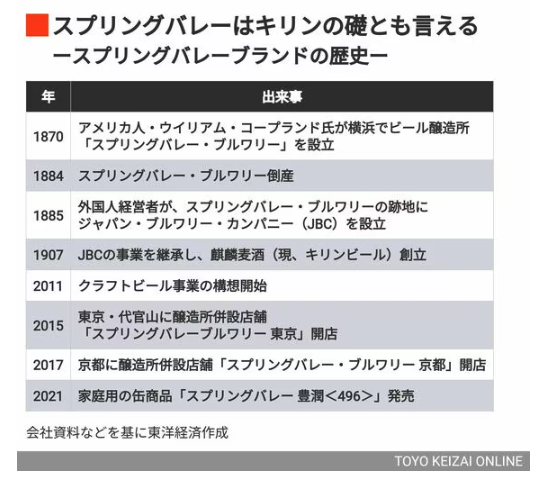 スプリングバレーはキリンの礎とも言える
ースプリングバレーブランドの歴史ー
年 出来事
1870 アメリカ人・ウイリアム・コープランド氏が横浜でビール醸造所
「スプリングバレー・ブルワリー」を設立
1884 スプリングバレー・ブルワリー倒産
1885 外国人経営者が、スプリングバレー・ブルワリーの跡地に
ジャパン・ブルワリー・カンパニー（JBC）を設立
1907 JBCの事業を継承し、麒麟麦酒（現、キリンビール）創立
2011 クラフトビール事業の構想開始
2015 東京・代官山に醸造所併設店舗
「スプリングバレーブルワリー 東京」開店
2017 京都に醸造所併設店舗「スプリングバレー・ブルワリー 京都」開店
2021 家庭用の缶商品「スプリングバレー 豊潤＜496＞」発売
会社資料などを基に東洋経済作成
TOYO KEIZAI ONLINE